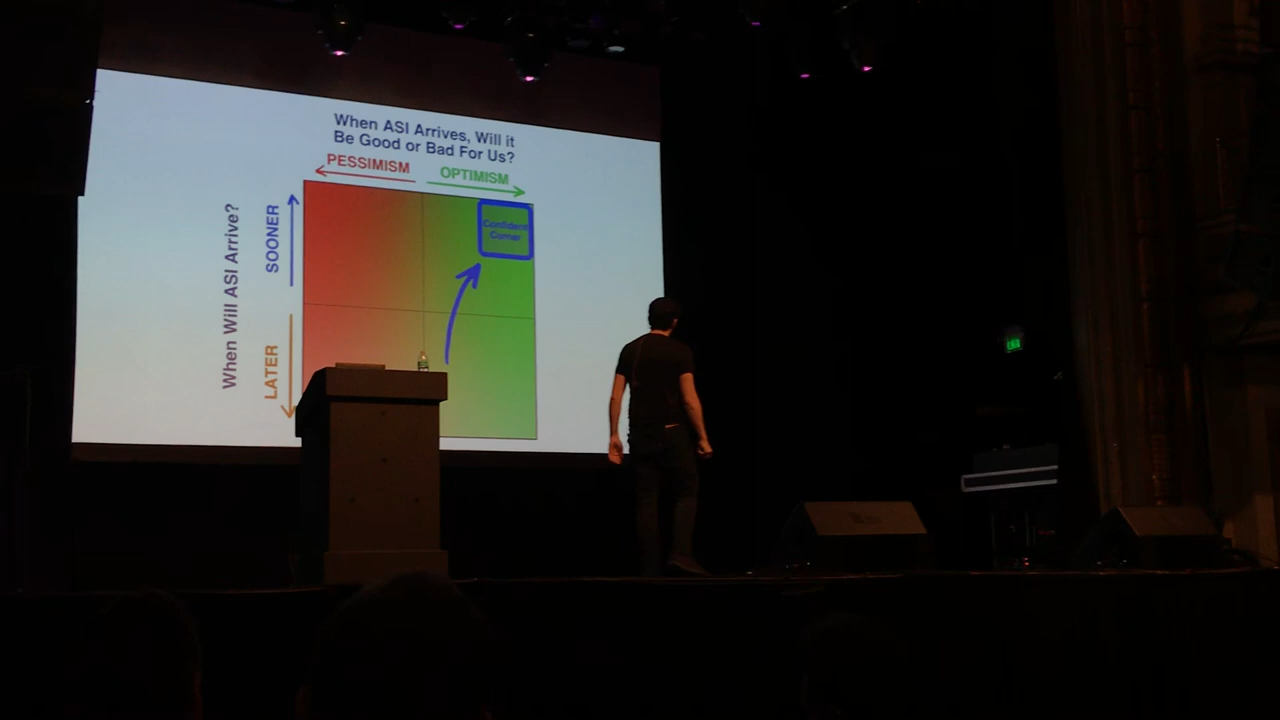 When ASI Arrives, Will it
Be Good or Bad For Us?
PESSIMISM
OPTIMISM
When Will ASI Arrive?
SOONER
LATER
Confident
Corner